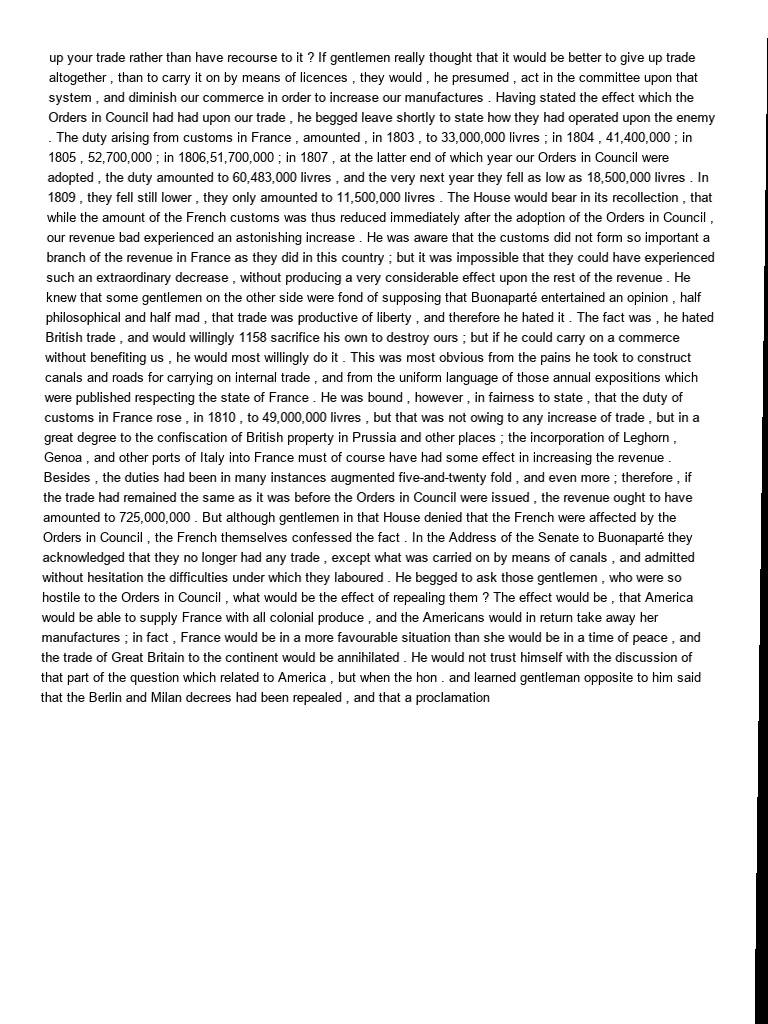 up your trade rather than have recourse to it ? If gentlemen really thought that it would be better to give up trade
altogether , than to carry it on by means of licences , they would , he presumed , act in the committee upon that
system , and diminish our commerce in order to increase our manufactures . Having stated the effect which the
Orders in Council had had upon our trade , he begged leave shortly to state how they had operated upon the enemy
. The duty arising from customs in France , amounted , in 1803 , to 33,000,000 livres ; in 1804 , 41,400,000 ; in
1805 , 52,700,000 ; in 1806,51,700,000 ; in 1807 , at the latter end of which year our Orders in Council were
adopted , the duty amounted to 60,483,000 livres , and the very next year they fell as low as 18,500,000 livres . In
1809 , they fell still lower , they only amounted to 11,500,000 livres . The House would bear in its recollection , that
while the amount of the French customs was thus reduced immediately after the adoption of the Orders in Council ,
our revenue bad experienced an astonishing increase . He was aware that the customs did not form so important a
branch of the revenue in France as they did in this country ; but it was impossible that they could have experienced
such an extraordinary decrease , without producing a very considerable effect upon the rest of the revenue . He
knew that some gentlemen on the other side were fond of supposing that Buonaparté entertained an opinion , half
philosophical and half mad , that trade was productive of liberty , and therefore he hated it . The fact was , he hated
British trade , and would willingly 1158 sacrifice his own to destroy ours ; but if he could carry on a commerce
without benefiting us , he would most willingly do it . This was most obvious from the pains he took to construct
canals and roads for carrying on internal trade , and from the uniform language of those annual expositions which
were published respecting the state of France . He was bound , however , in fairness to state , that the duty of
customs in France rose , in 1810 , to 49,000,000 livres , but that was not owing to any increase of trade , but in a
great degree to the confiscation of British property in Prussia and other places ; the incorporation of Leghorn ,
Genoa , and other ports of Italy into France must of course have had some effect in increasing the revenue .
Besides , the duties had been in many instances augmented five-and-twenty fold , and even more ; therefore , if
the trade had remained the same as it was before the Orders in Council were issued , the revenue ought to have
amounted to 725,000,000 . But although gentlemen in that House denied that the French were affected by the
Orders in Council , the French themselves confessed the fact . In the Address of the Senate to Buonaparté they
acknowledged that they no longer had any trade , except what was carried on by means of canals , and admitted
without hesitation the difficulties under which they laboured . He begged to ask those gentlemen , who were so
hostile to the Orders in Council , what would be the effect of repealing them ? The effect would be , that America
would be able to supply France with all colonial produce , and the Americans would in return take away her
manufactures ; in fact , France would be in a more favourable situation than she would be in a time of peace , and
the trade of Great Britain to the continent would be annihilated . He would not trust himself with the discussion of
that part of the question which related to America , but when the hon . and learned gentleman opposite to him said
that the Berlin and Milan decrees had been repealed , and that a proclamation